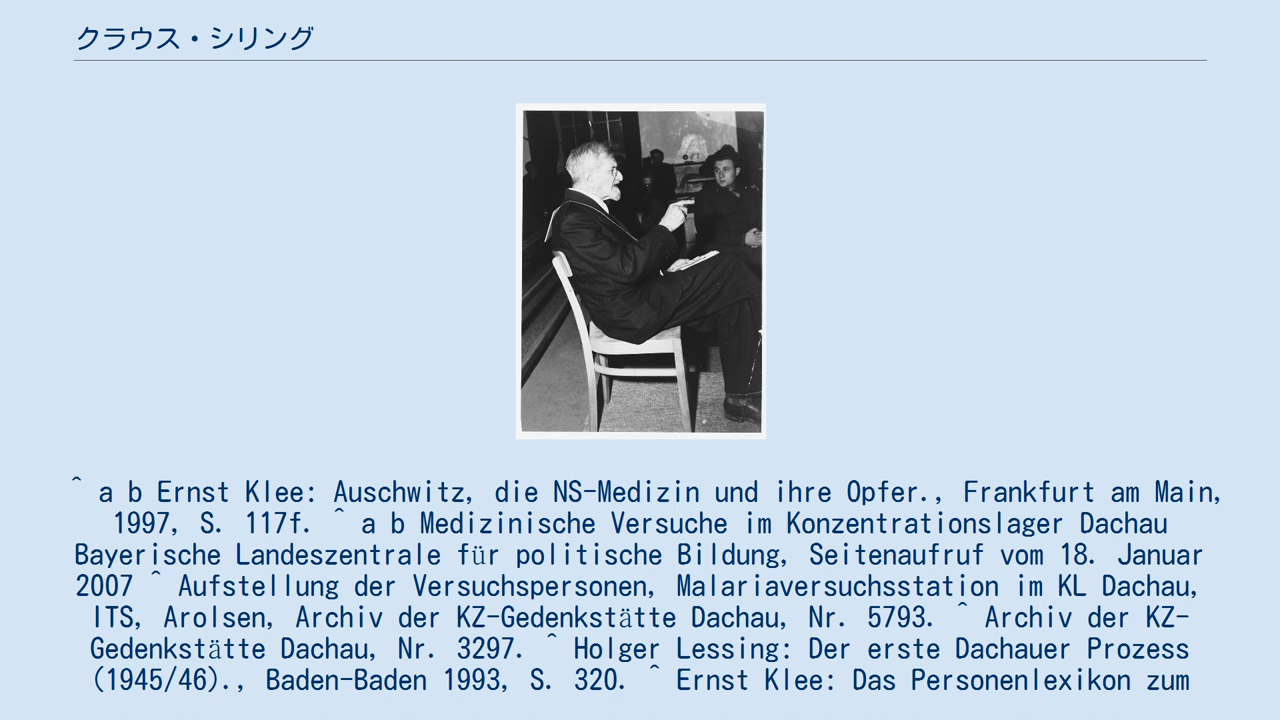 クラウス・シリング
^ a b Ernst Klee: Auschwitz, die NS-Medizin und ihre Opfer., Frankfurt am Main,
1997, S. 117f. ^ a b Medizinische Versuche im Konzentrationslager Dachau
Bayerische Landeszentrale für politische Bildung, Seitenaufruf vom 18. Januar
2007 ^ Aufstellung der Versuchspersonen, Malariaversuchsstation im KL Dachau,
ITS, Arolsen, Archiv der KZ-Gedenkstätte Dachau, Nr. 5793. ^ Archiv der KZ-
Gedenkstätte Dachau, Nr. 3297. ^ Holger Lessing: Der erste Dachauer Prozess
(1945/46)., Baden-Baden 1993, S. 320. ^ Ernst Klee: Das Personenlexikon zum